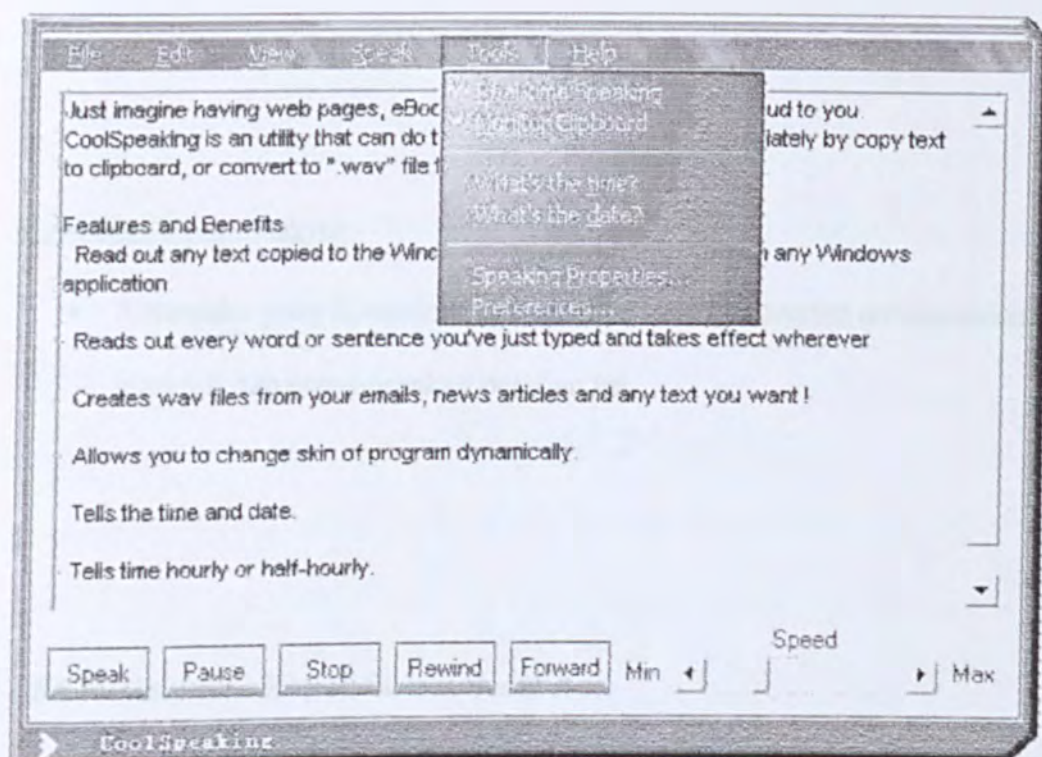 File Edit View Speak Tools Help
Just imagine having web pages, eBoo ud to you.
CoolSpeaking is an utility that can do t iately by copy text
to clipboard, or convert to ".wav" file f
Speaking
Monitor Clipboard
What's the time?
What's the date?
Speaking Properties...
Preferences...
Features and Benefits
Read out any text copied to the Winc any Windows
application
Reads out every word or sentence you've just typed and takes effect wherever
Creates wav files from your emails, news articles and any text you want !
Allows you to change skin of program dynamically.
Tells the time and date.
Tells time hourly or half-hourly.
Speed
Speak Pause Stop Rewind Forward Min Max
CoolSpeaking